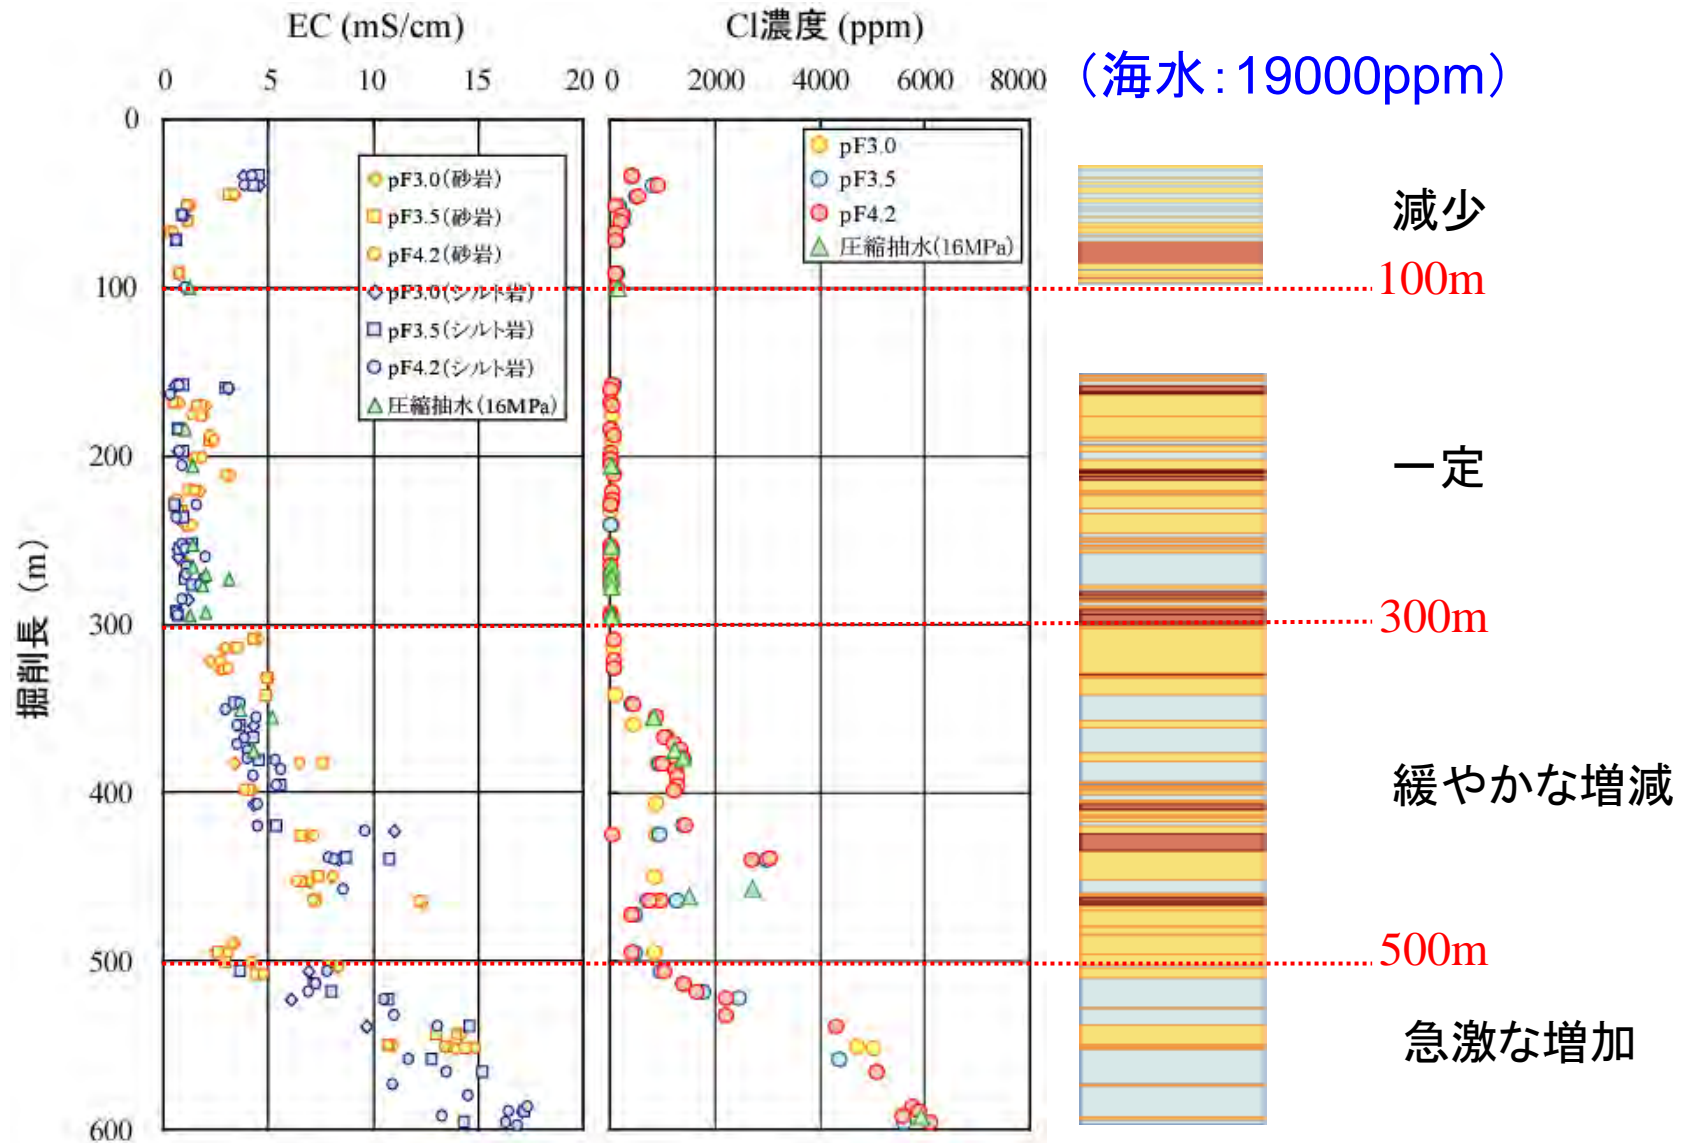 EC (mS/cm)
0 5 10 15 20
Cl濃度 (ppm)
0 2000 4000 6000 8000
(海水:19000ppm)
掘削長 (m)
0
100
200
300
400
500
600
pF3.0(砂岩)
pF3.5(砂岩)
pF4.2(砂岩)
pF3.0(シルト岩)
pF3.5(シルト岩)
pF4.2(シルト岩)
圧縮抽水(16MPa)
pF3.0
pF3.5
pF4.2
圧縮抽水(16MPa)
減少
100m
一定
300m
緩やかな増減
500m
急激な増加